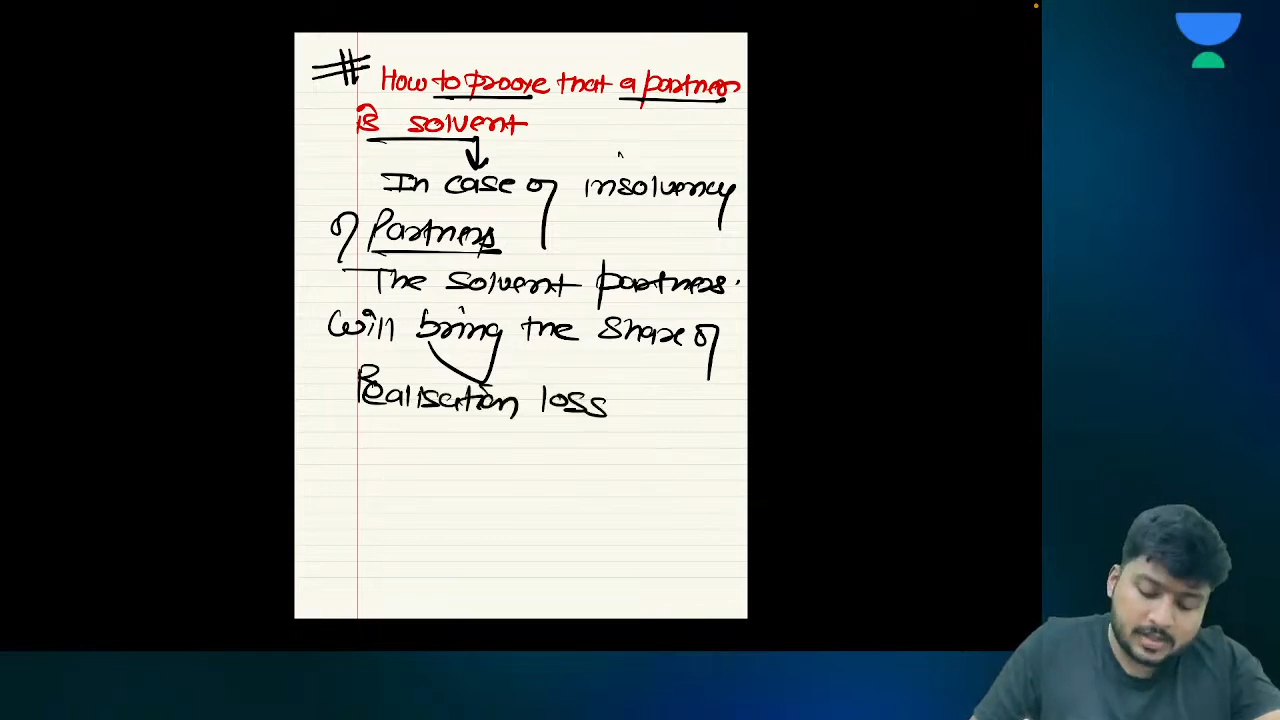 # How to proove that a partner
is solvent
In case of insolvency
of Partners
The solvent partners.
will bring the share of
Realisation loss